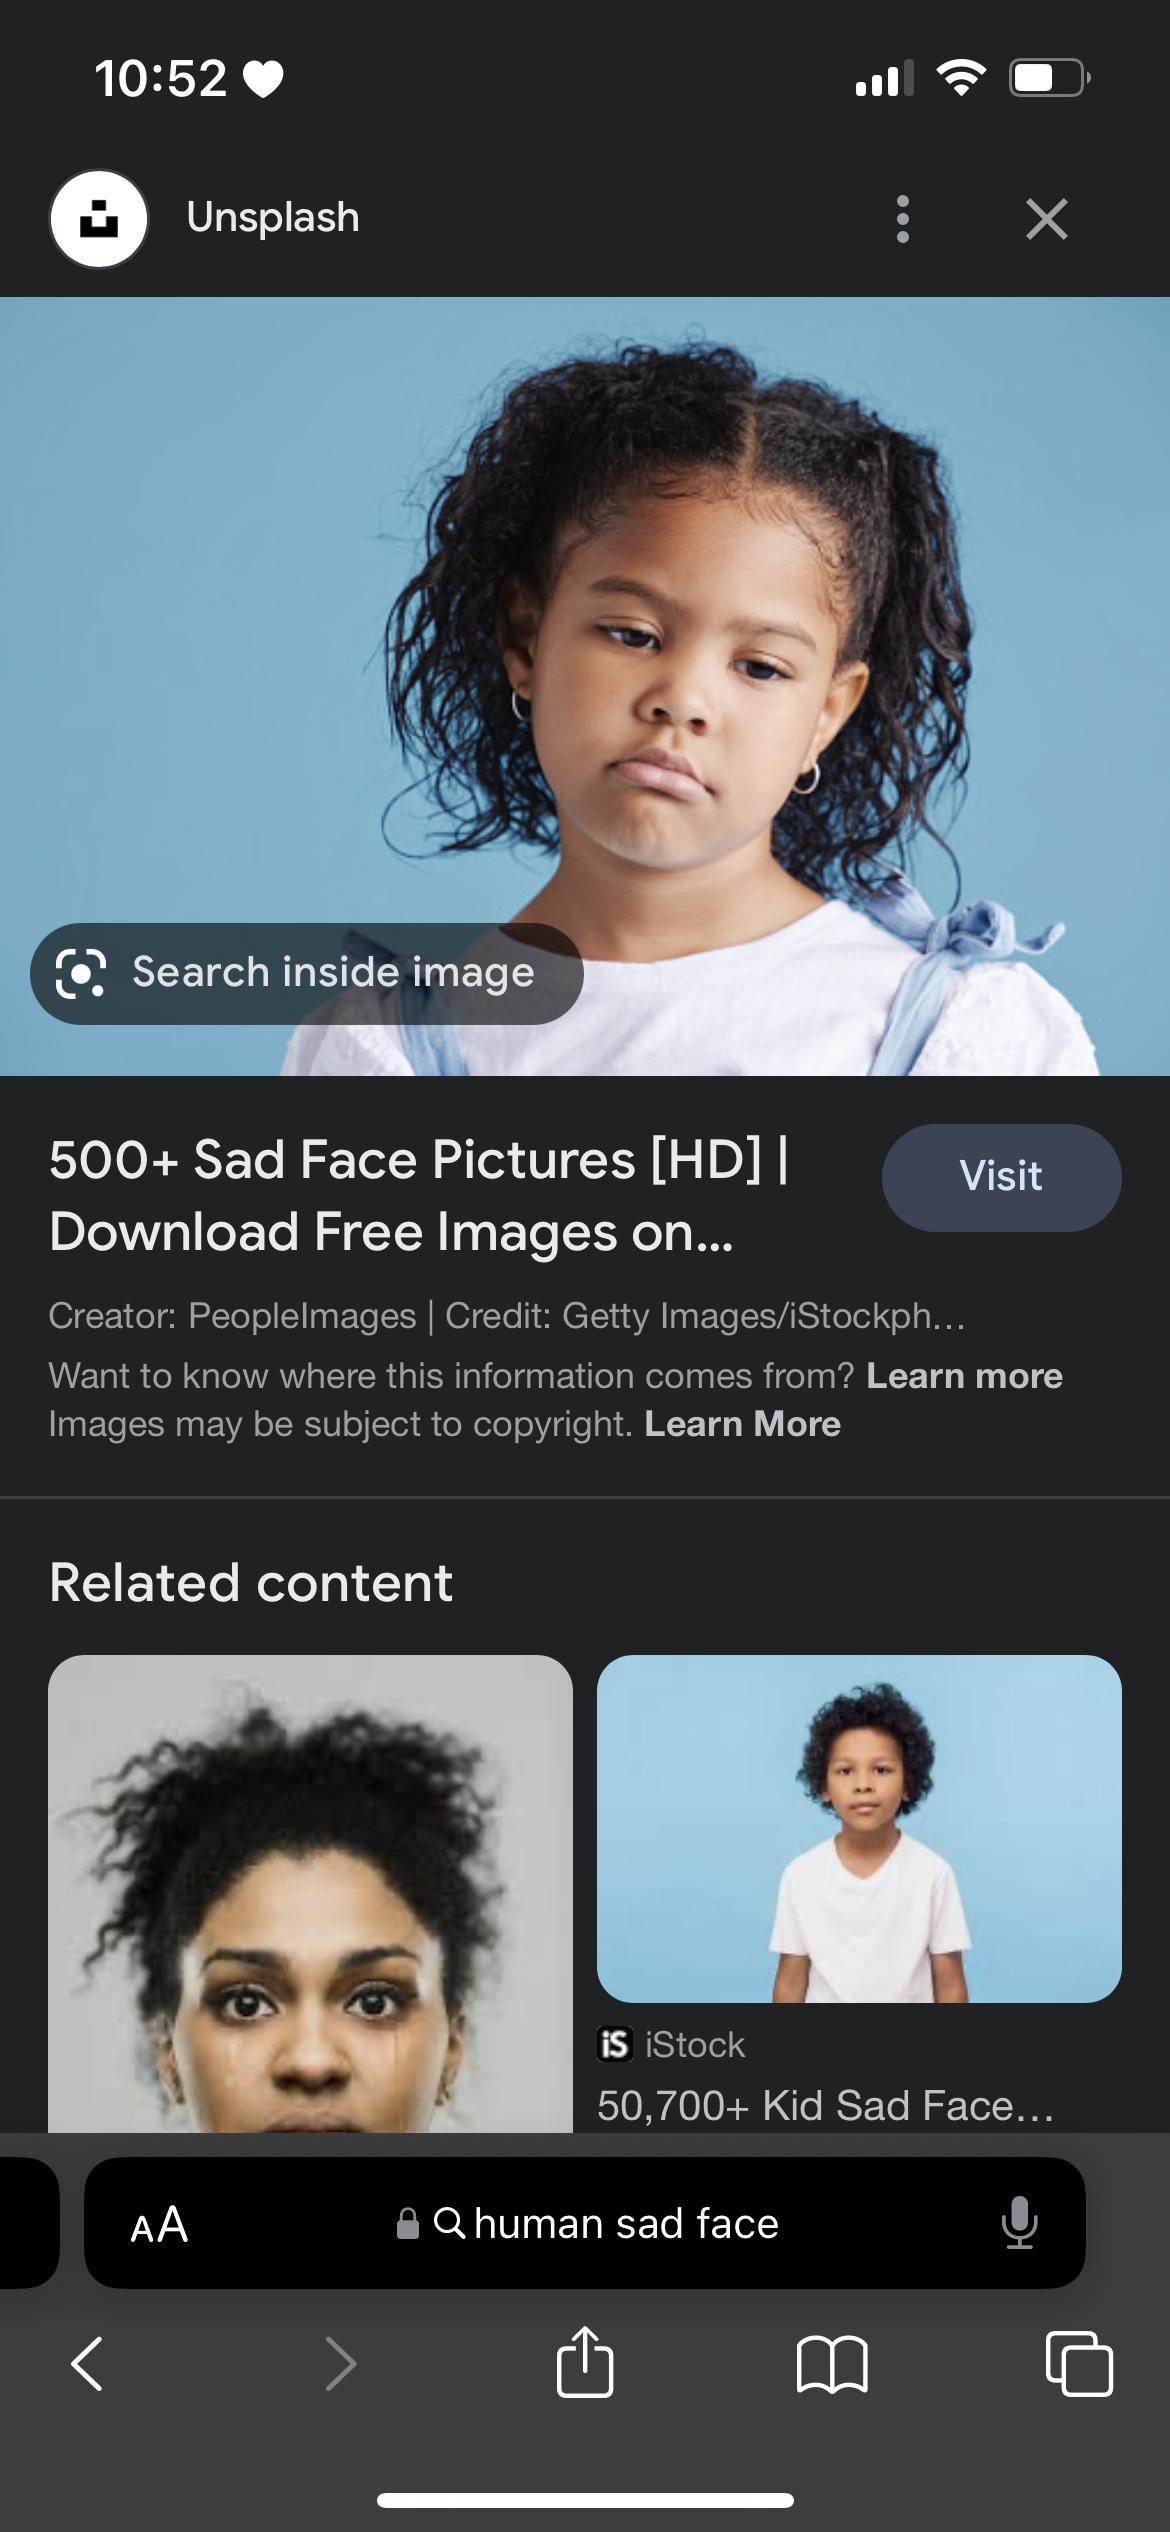 10:52
Unsplash
Search inside image
500+ Sad Face Pictures [HD] |
Download Free Images on...
Visit
Creator: PeopleImages | Credit: Getty Images/iStockph...
Want to know where this information comes from? Learn more
Images may be subject to copyright. Learn More
Related content
iS iStock
50,700+ Kid Sad Face...
AA human sad face